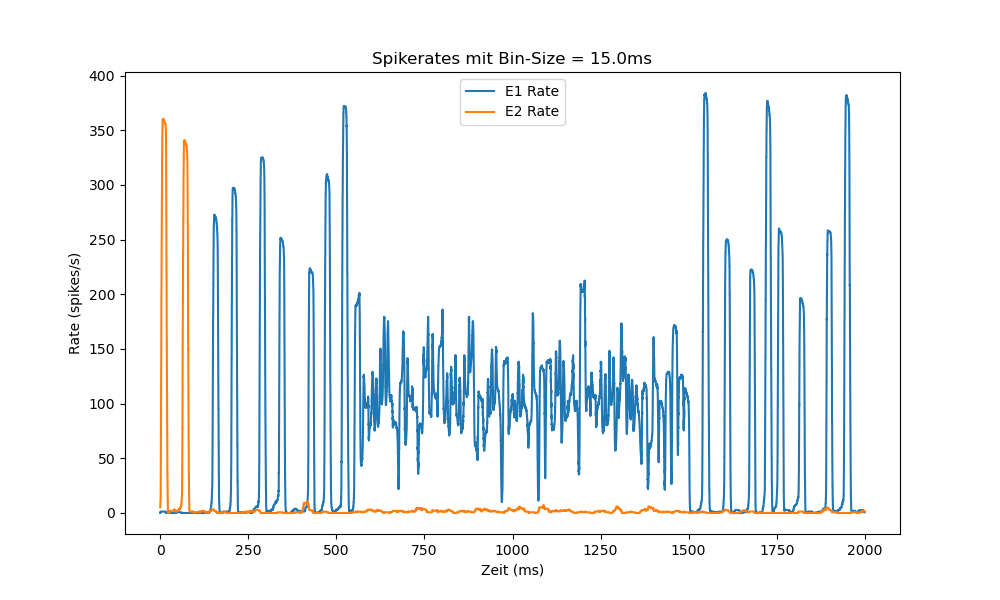 Spikerates mit Bin-Size = 15.0ms
E1 Rate
E2 Rate
Rate (spikes/s)
400
350
300
250
200
150
100
50
0
0 250 500 750 1000 1250 1500 1750 2000
Zeit (ms)